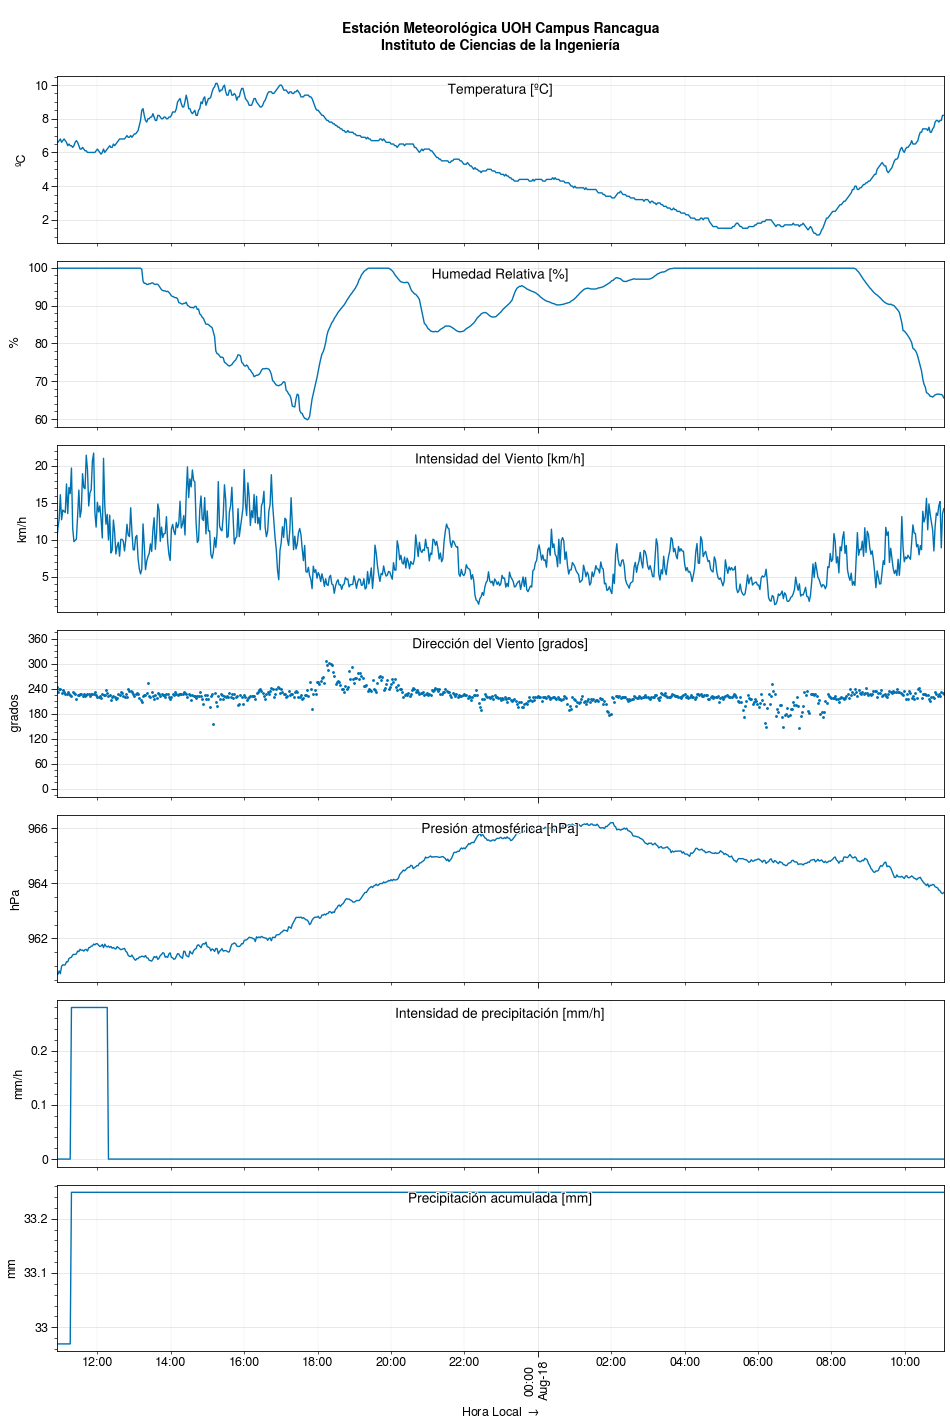 Estación Meteorológica UOH Campus Rancagua
Instituto de Ciencias de la Ingeniería
Temperatura [ºC]
ºC
10
8
6
4
2
Humedad Relativa [%]
%
100
90
80
70
60
Intensidad del Viento [km/h]
km/h
20
15
10
5
Dirección del Viento [grados]
grados
360
300
240
180
120
60
0
Presión atmosférica [hPa]
hPa
966
964
962
Intensidad de precipitación [mm/h]
mm/h
0.2
0.1
0
Precipitación acumulada [mm]
mm
33.2
33.1
33
12:00 14:00 16:00 18:00 20:00 22:00 00:00 02:00 04:00 06:00 08:00 10:00
Aug-18
Hora Local →